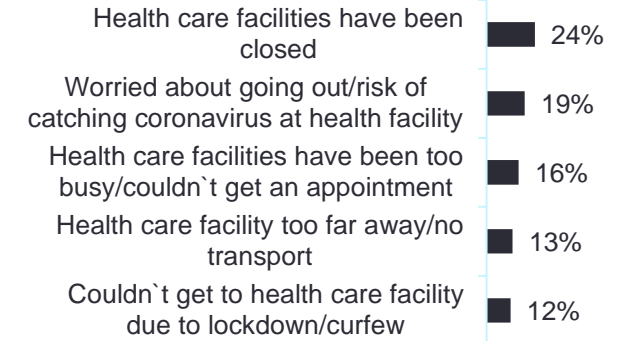 Health care facilities have been
closed
24%
Worried about going out/risk of
catching coronavirus at health facility
19%
Health care facilities have been too
busy/couldn`t get an appointment
16%
Health care facility too far away/no
transport
13%
Couldn`t get to health care facility
due to lockdown/curfew
12%